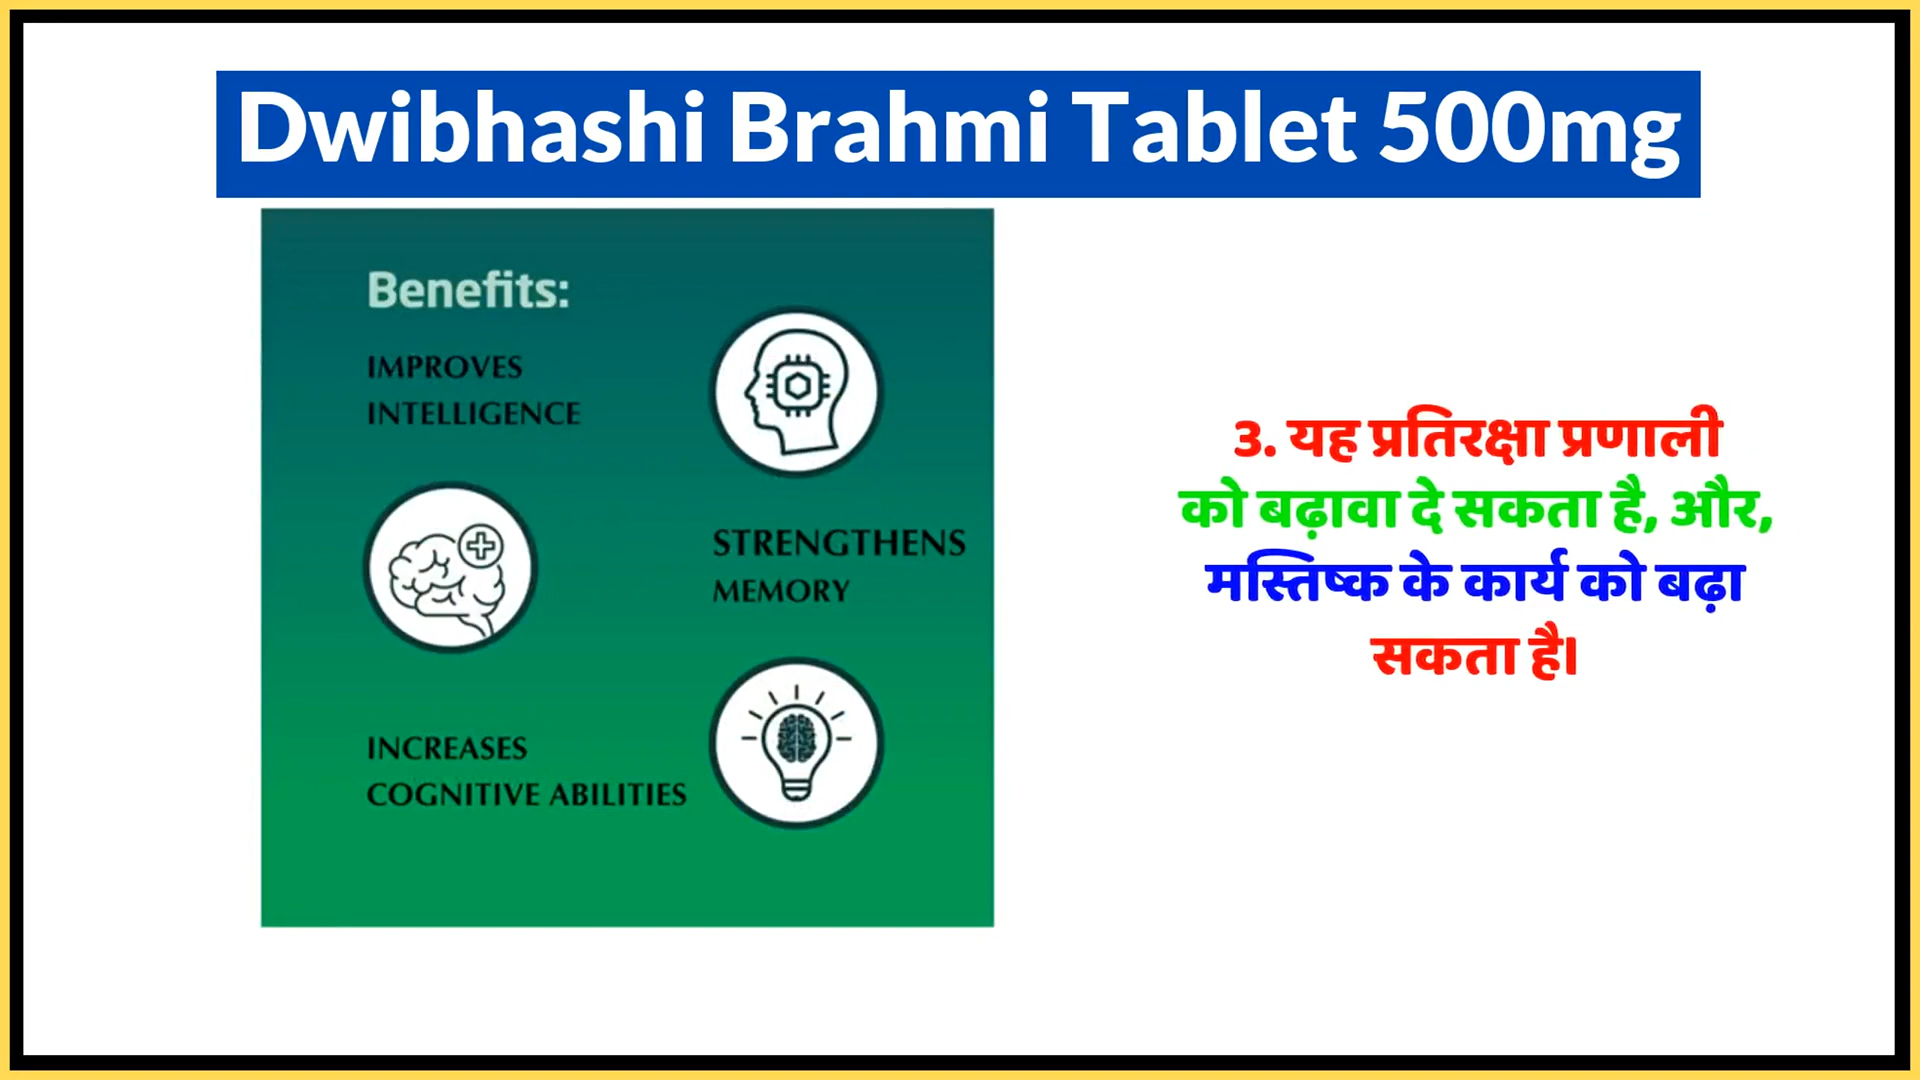 Dwibhashi Brahmi Tablet 500mg
Benefits:
IMPROVES
INTELLIGENCE
STRENGTHENS
MEMORY
INCREASES
COGNITIVE ABILITIES
3. यह प्रतिरक्षा प्रणाली
को बढ़ावा दे सकता है, और,
मस्तिष्क के कार्य को बढ़ा
सकता है।